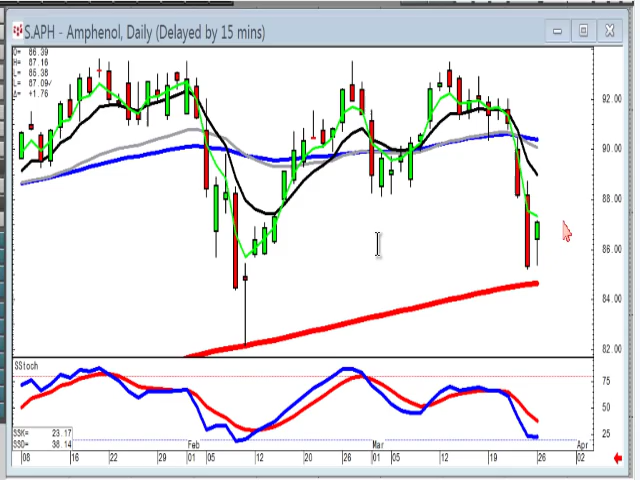 S.APH - Amphenol, Daily (Delayed by 15 mins)
O= 86.39
H= 87.16
L= 85.38
L= 87.09
Δ= +1.76
92.00
90.00
88.00
86.00
84.00
82.00
SStoch
75
50
25
SSK= 23.17
SSD= 38.14
Feb Mar Apr
08 16 22 29 01 05 12 20 26 01 05 12 19 26 02